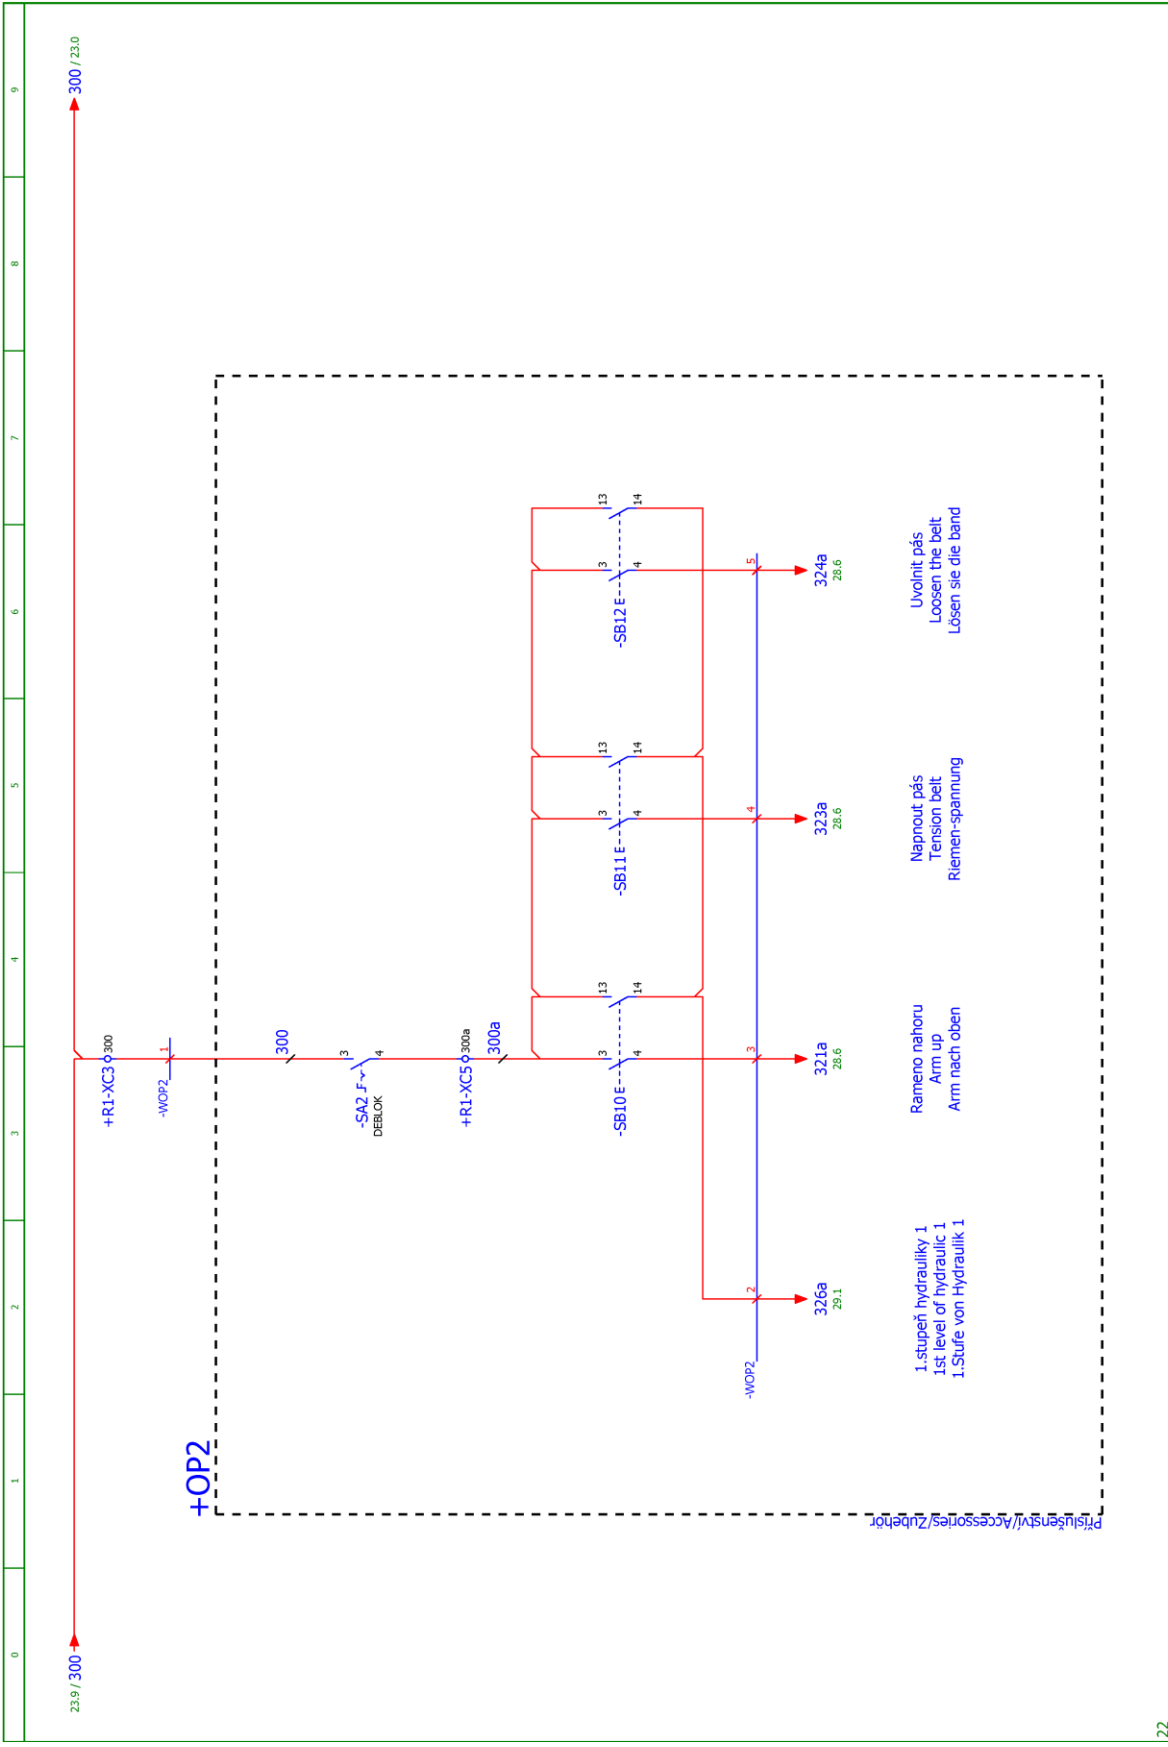 0
1
2
3
4
5
6
7
8
9
23.9 / 300
300 / 23.0
+R1-XC3
300
-WOP2
1
+OP2
300
-SA2
DEBLOK
3
4
+R1-XC5
300a
300a
-SB10
3
4
13
14
-SB11
3
4
13
14
-SB12
3
4
13
14
-WOP2
2
3
4
5
326a
29.1
321a
28.6
323a
28.6
324a
28.6
1.stupeň hydrauliky 1
1st level of hydraulic 1
1.Stufe von Hydraulik 1
Rameno nahoru
Arm up
Arm nach oben
Napnout pás
Tension belt
Riemen-spannung
Uvolnit pás
Loosen the belt
Lösen sie die band
Příslušenství/Accessories/Zubehör
22